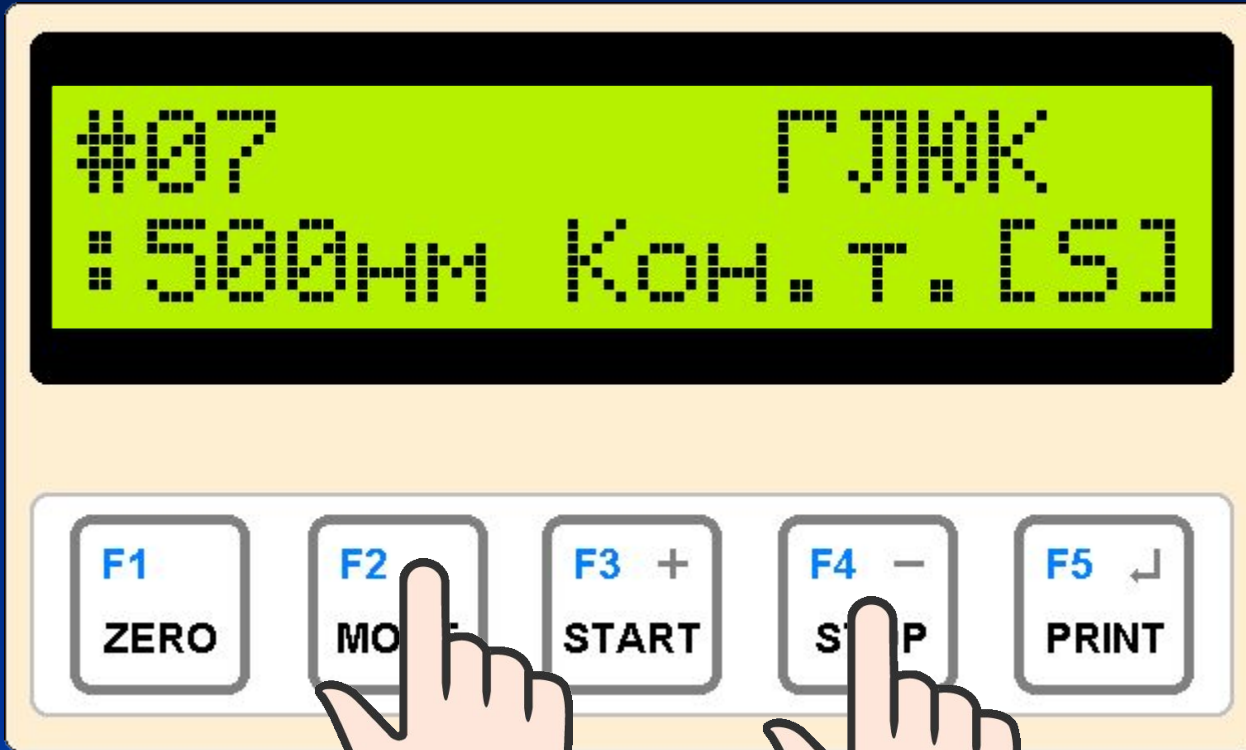 #07 ГЛЮК
:500нм Кон.т.[S]
F1 F2 F3 + F4 – F5 ↵
ZERO START PRINT